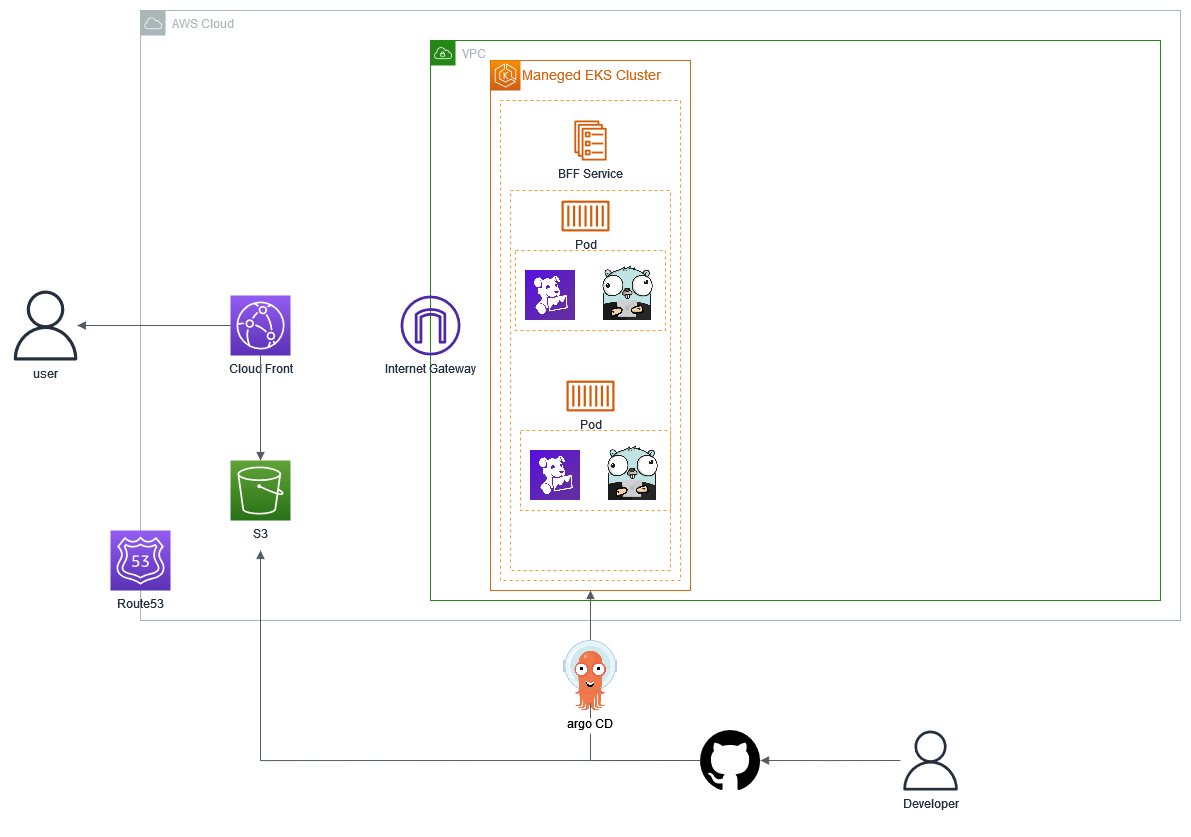 AWS Cloud
VPC
Maneged EKS Cluster
BFF Service
Pod
user
Cloud Front
Internet Gateway
Pod
S3
53
Route53
argo CD
Developer